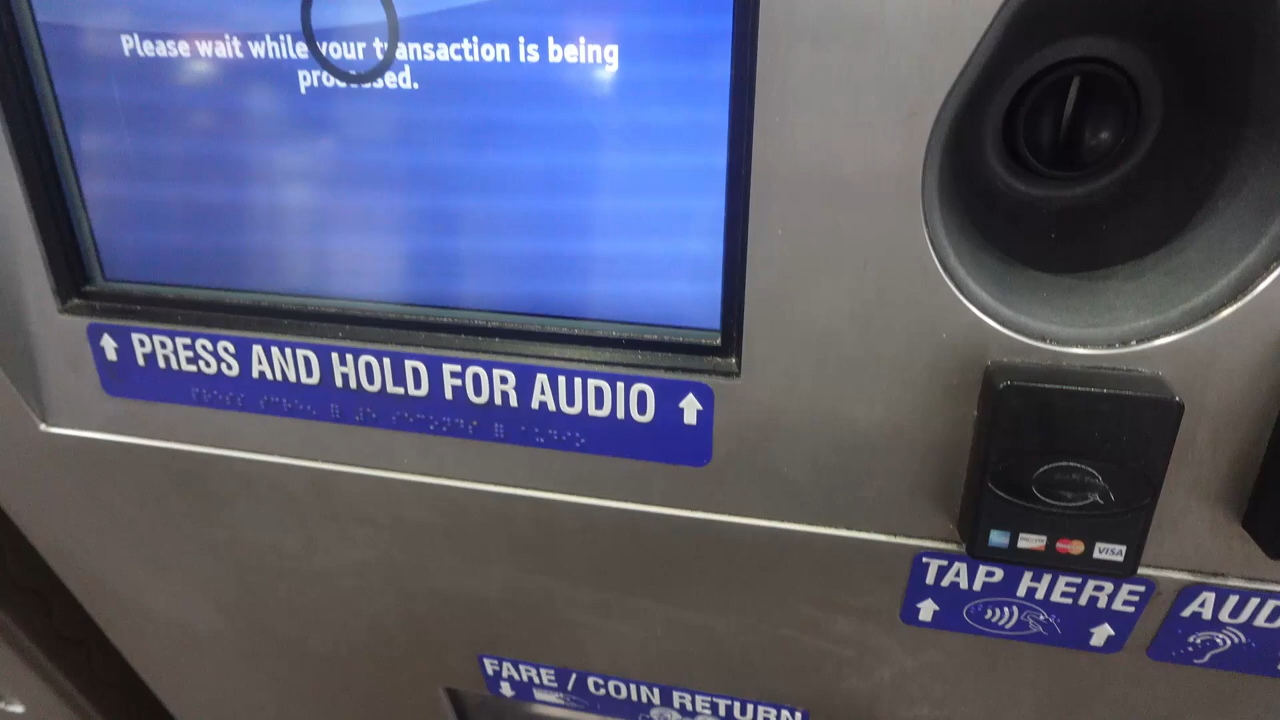 Please wait while your transaction is being
processed.
PRESS AND HOLD FOR AUDIO
VISA
TAP HERE
AUD
FARE / COIN RETURN